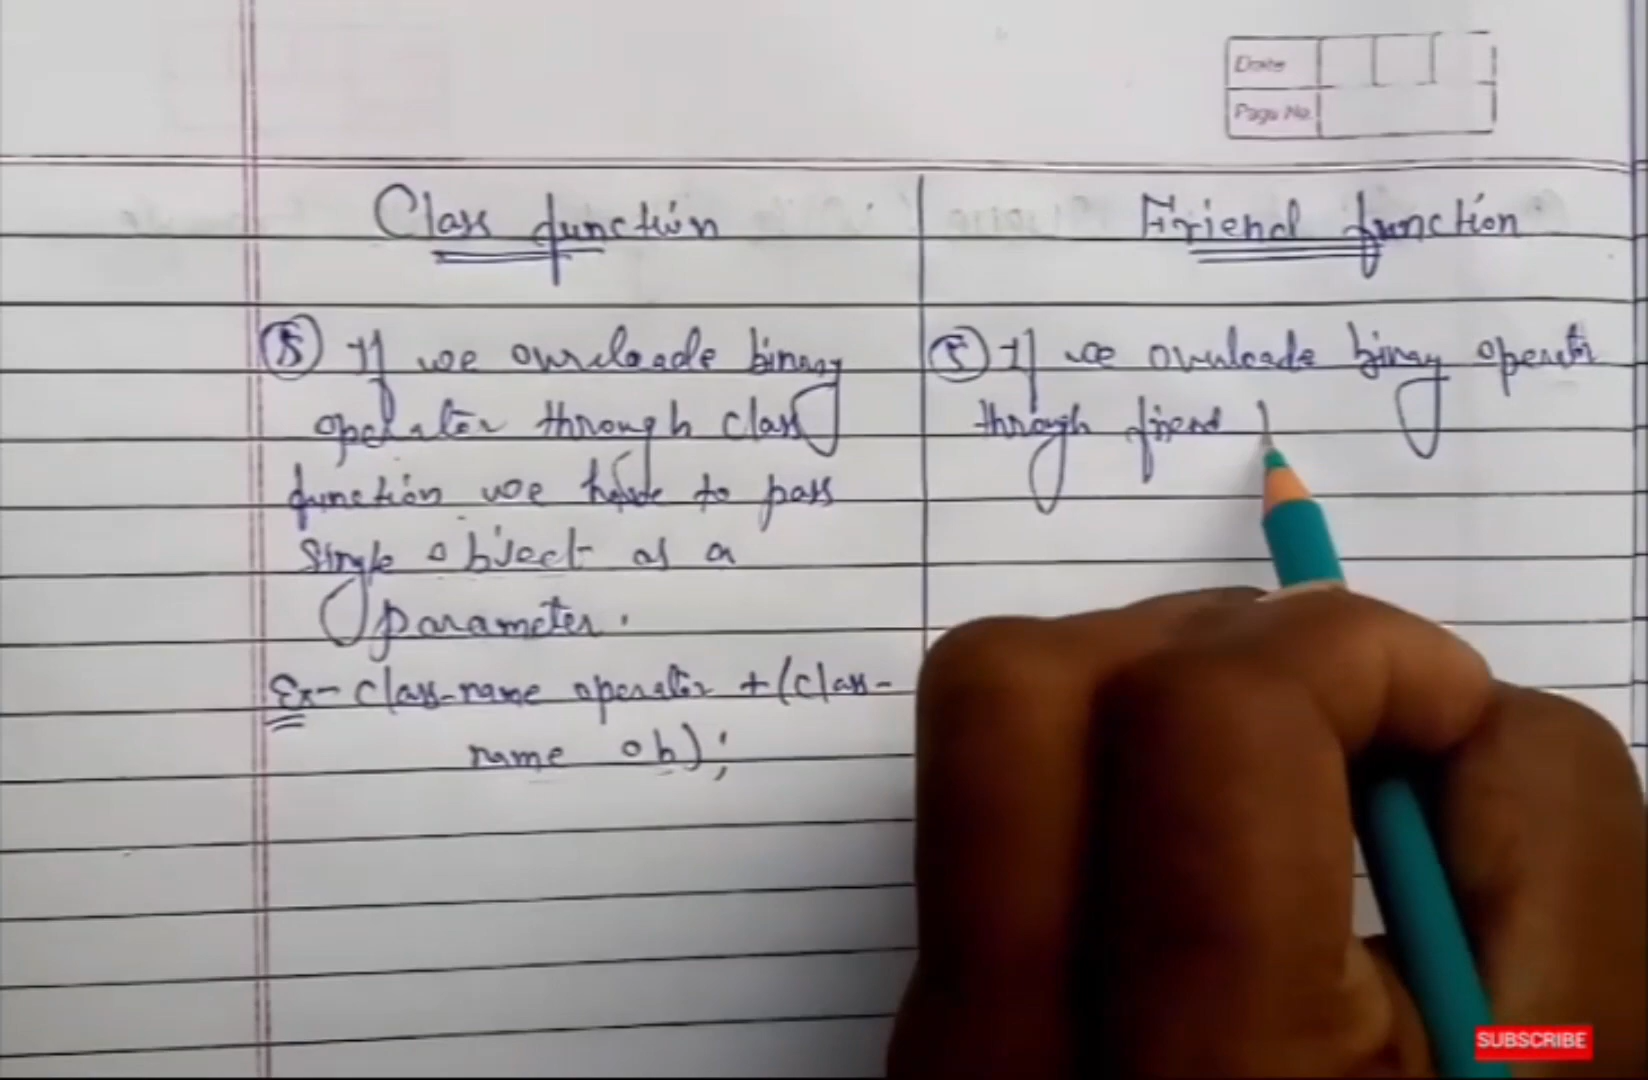 Date
Page No.
Class function
Friend function
⑤ If we overloade binary
operator through class
function we have to pass
single object as a
parameter.
Ex- class-name operator +(class-
name ob);
⑤ If we overloade binary operator
through friend
SUBSCRIBE